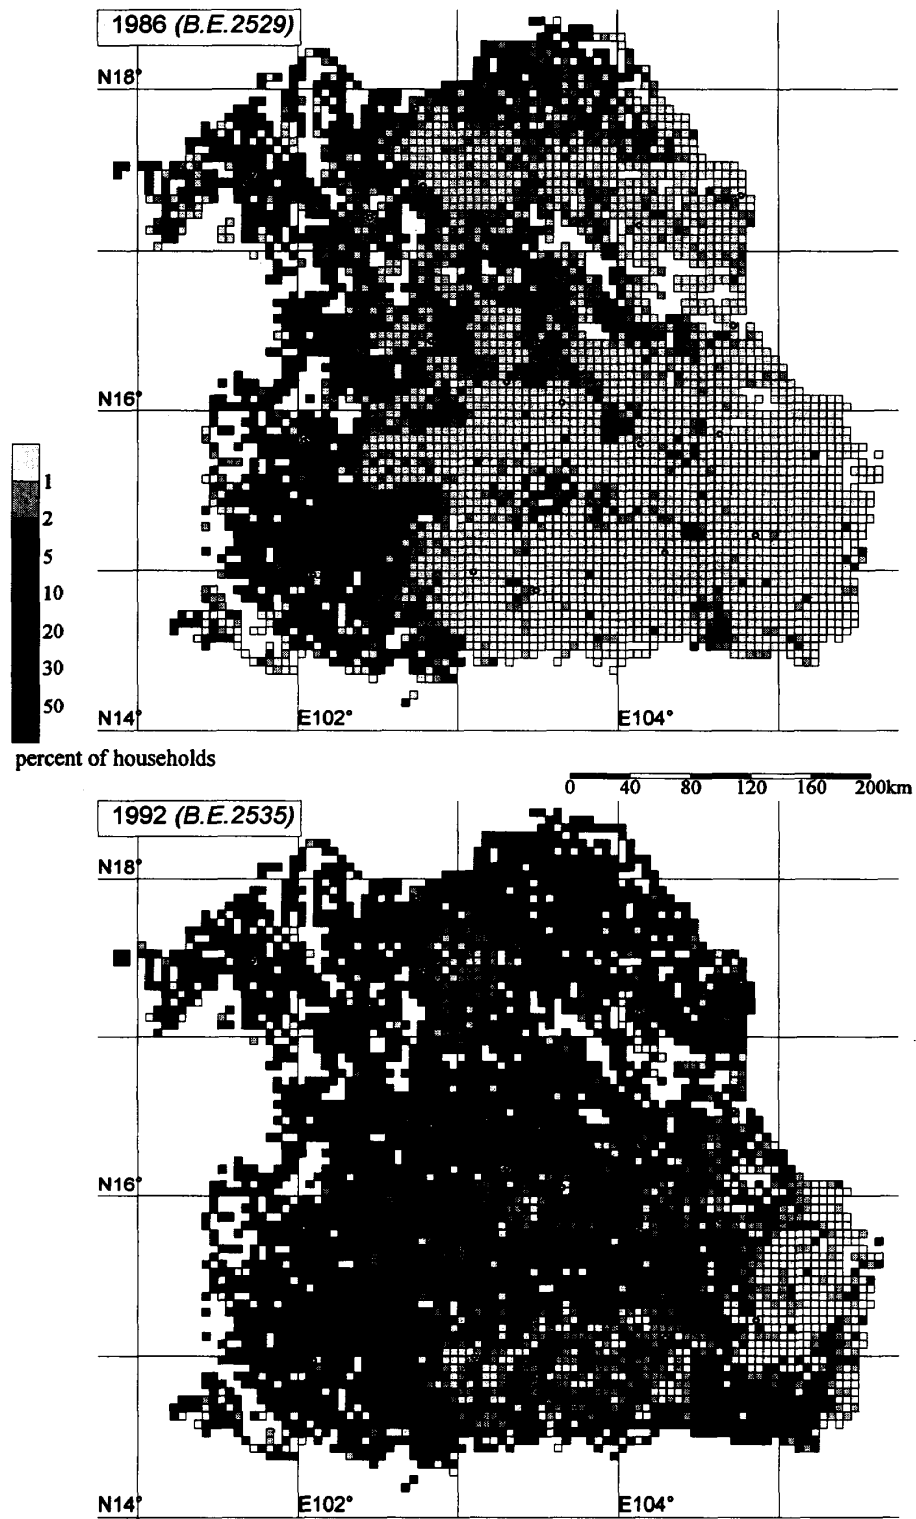 1986 (B.E.2529)
N18°
N16°
1
2
5
10
20
30
50
N14°
E102°
E104°
percent of households
0 40 80 120 160 200km
1992 (B.E.2535)
N18°
N16°
N14°
E102°
E104°